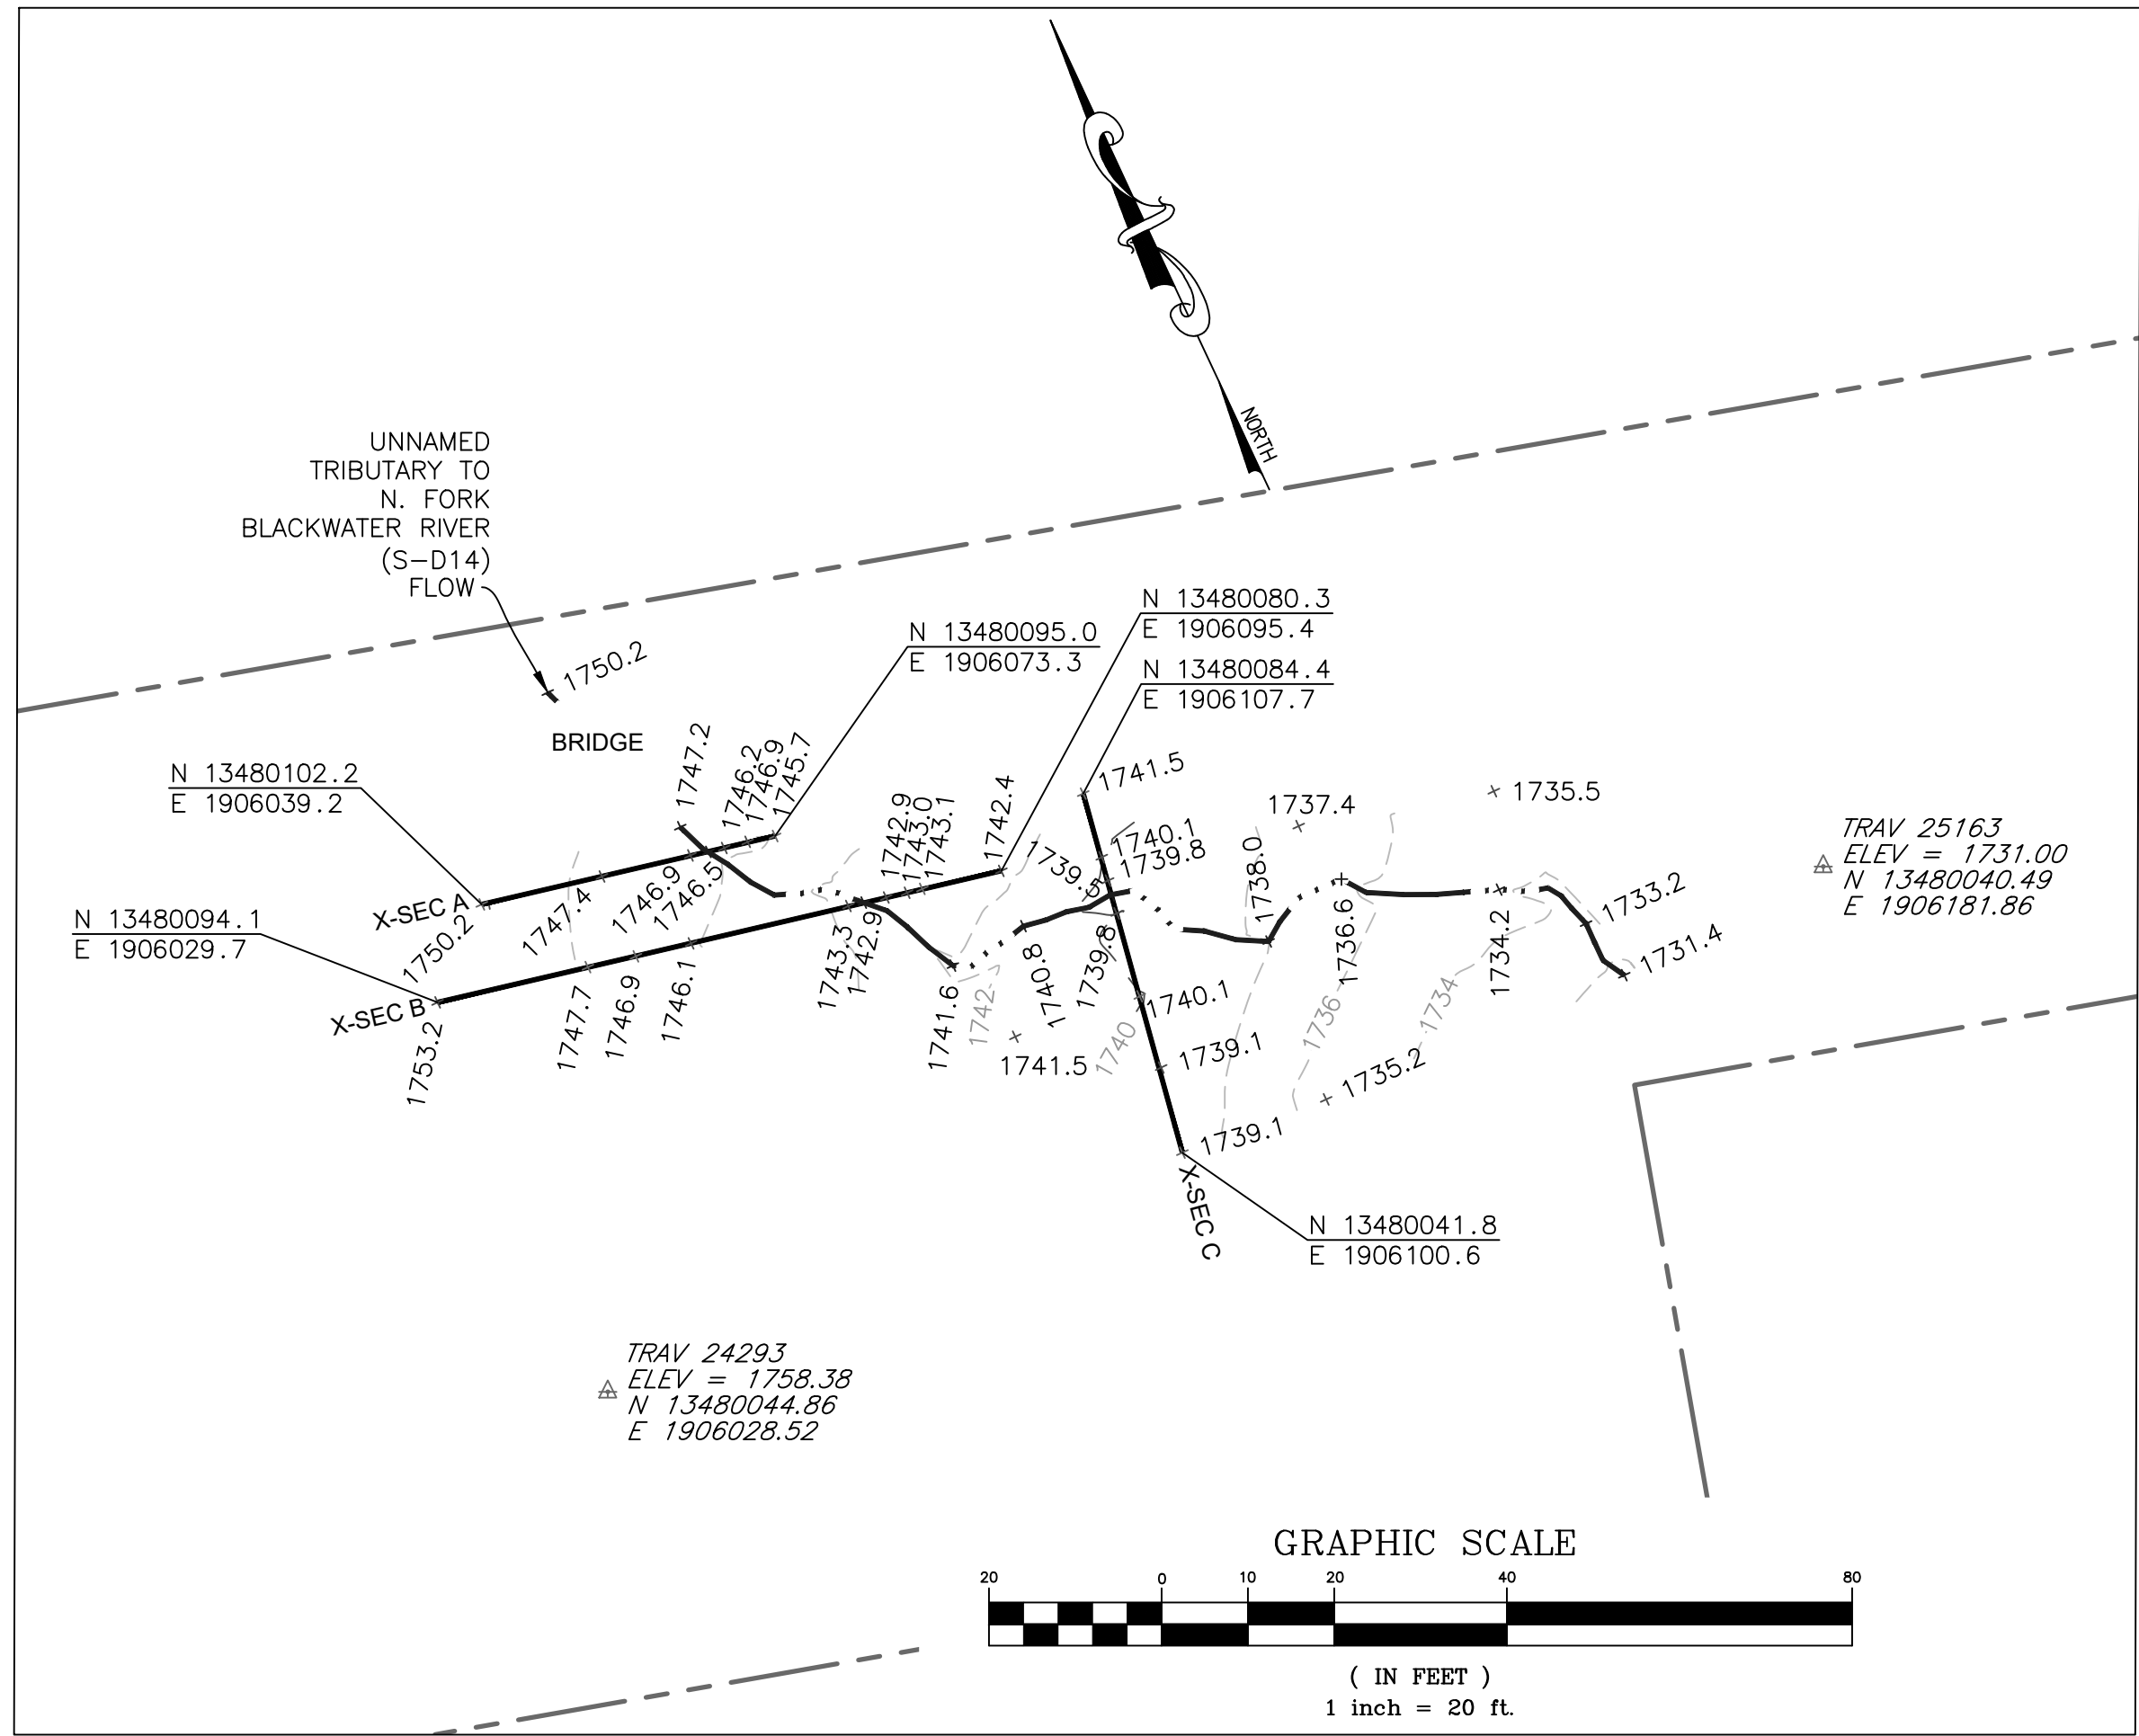 NORTH
UNNAMED
TRIBUTARY TO
N. FORK
BLACKWATER RIVER
(S-D14)
FLOW
1750.2
BRIDGE
N 13480080.3
E 1906095.4
N 13480095.0
E 1906073.3
N 13480084.4
E 1906107.7
N 13480102.2
E 1906039.2
N 13480094.1
E 1906029.7
X-SEC A
1750.2
1747.4
1746.9
1746.5
1747.2
1746.2
1746.9
1745.7
X-SEC B
1753.2
1747.7
1746.9
1746.1
1743.3
1742.9
1742.9
1743.0
1743.1
1742.4
1741.6
1742
1740.8
1741.5
1741.5
1740.1
1739.8
1739.5
1739.8
1740.1
1740
1739.1
1739.1
X-SEC C
N 13480041.8
E 1906100.6
1738.0
1737.4
1736.6
1736
1735.5
1735.2
1734.2
1734
1733.2
1731.4
TRAV 25163
ELEV = 1731.00
N 13480040.49
E 1906181.86
TRAV 24293
ELEV = 1758.38
N 13480044.86
E 1906028.52
GRAPHIC SCALE
20 0 10 20 40 80
( IN FEET )
1 inch = 20 ft.